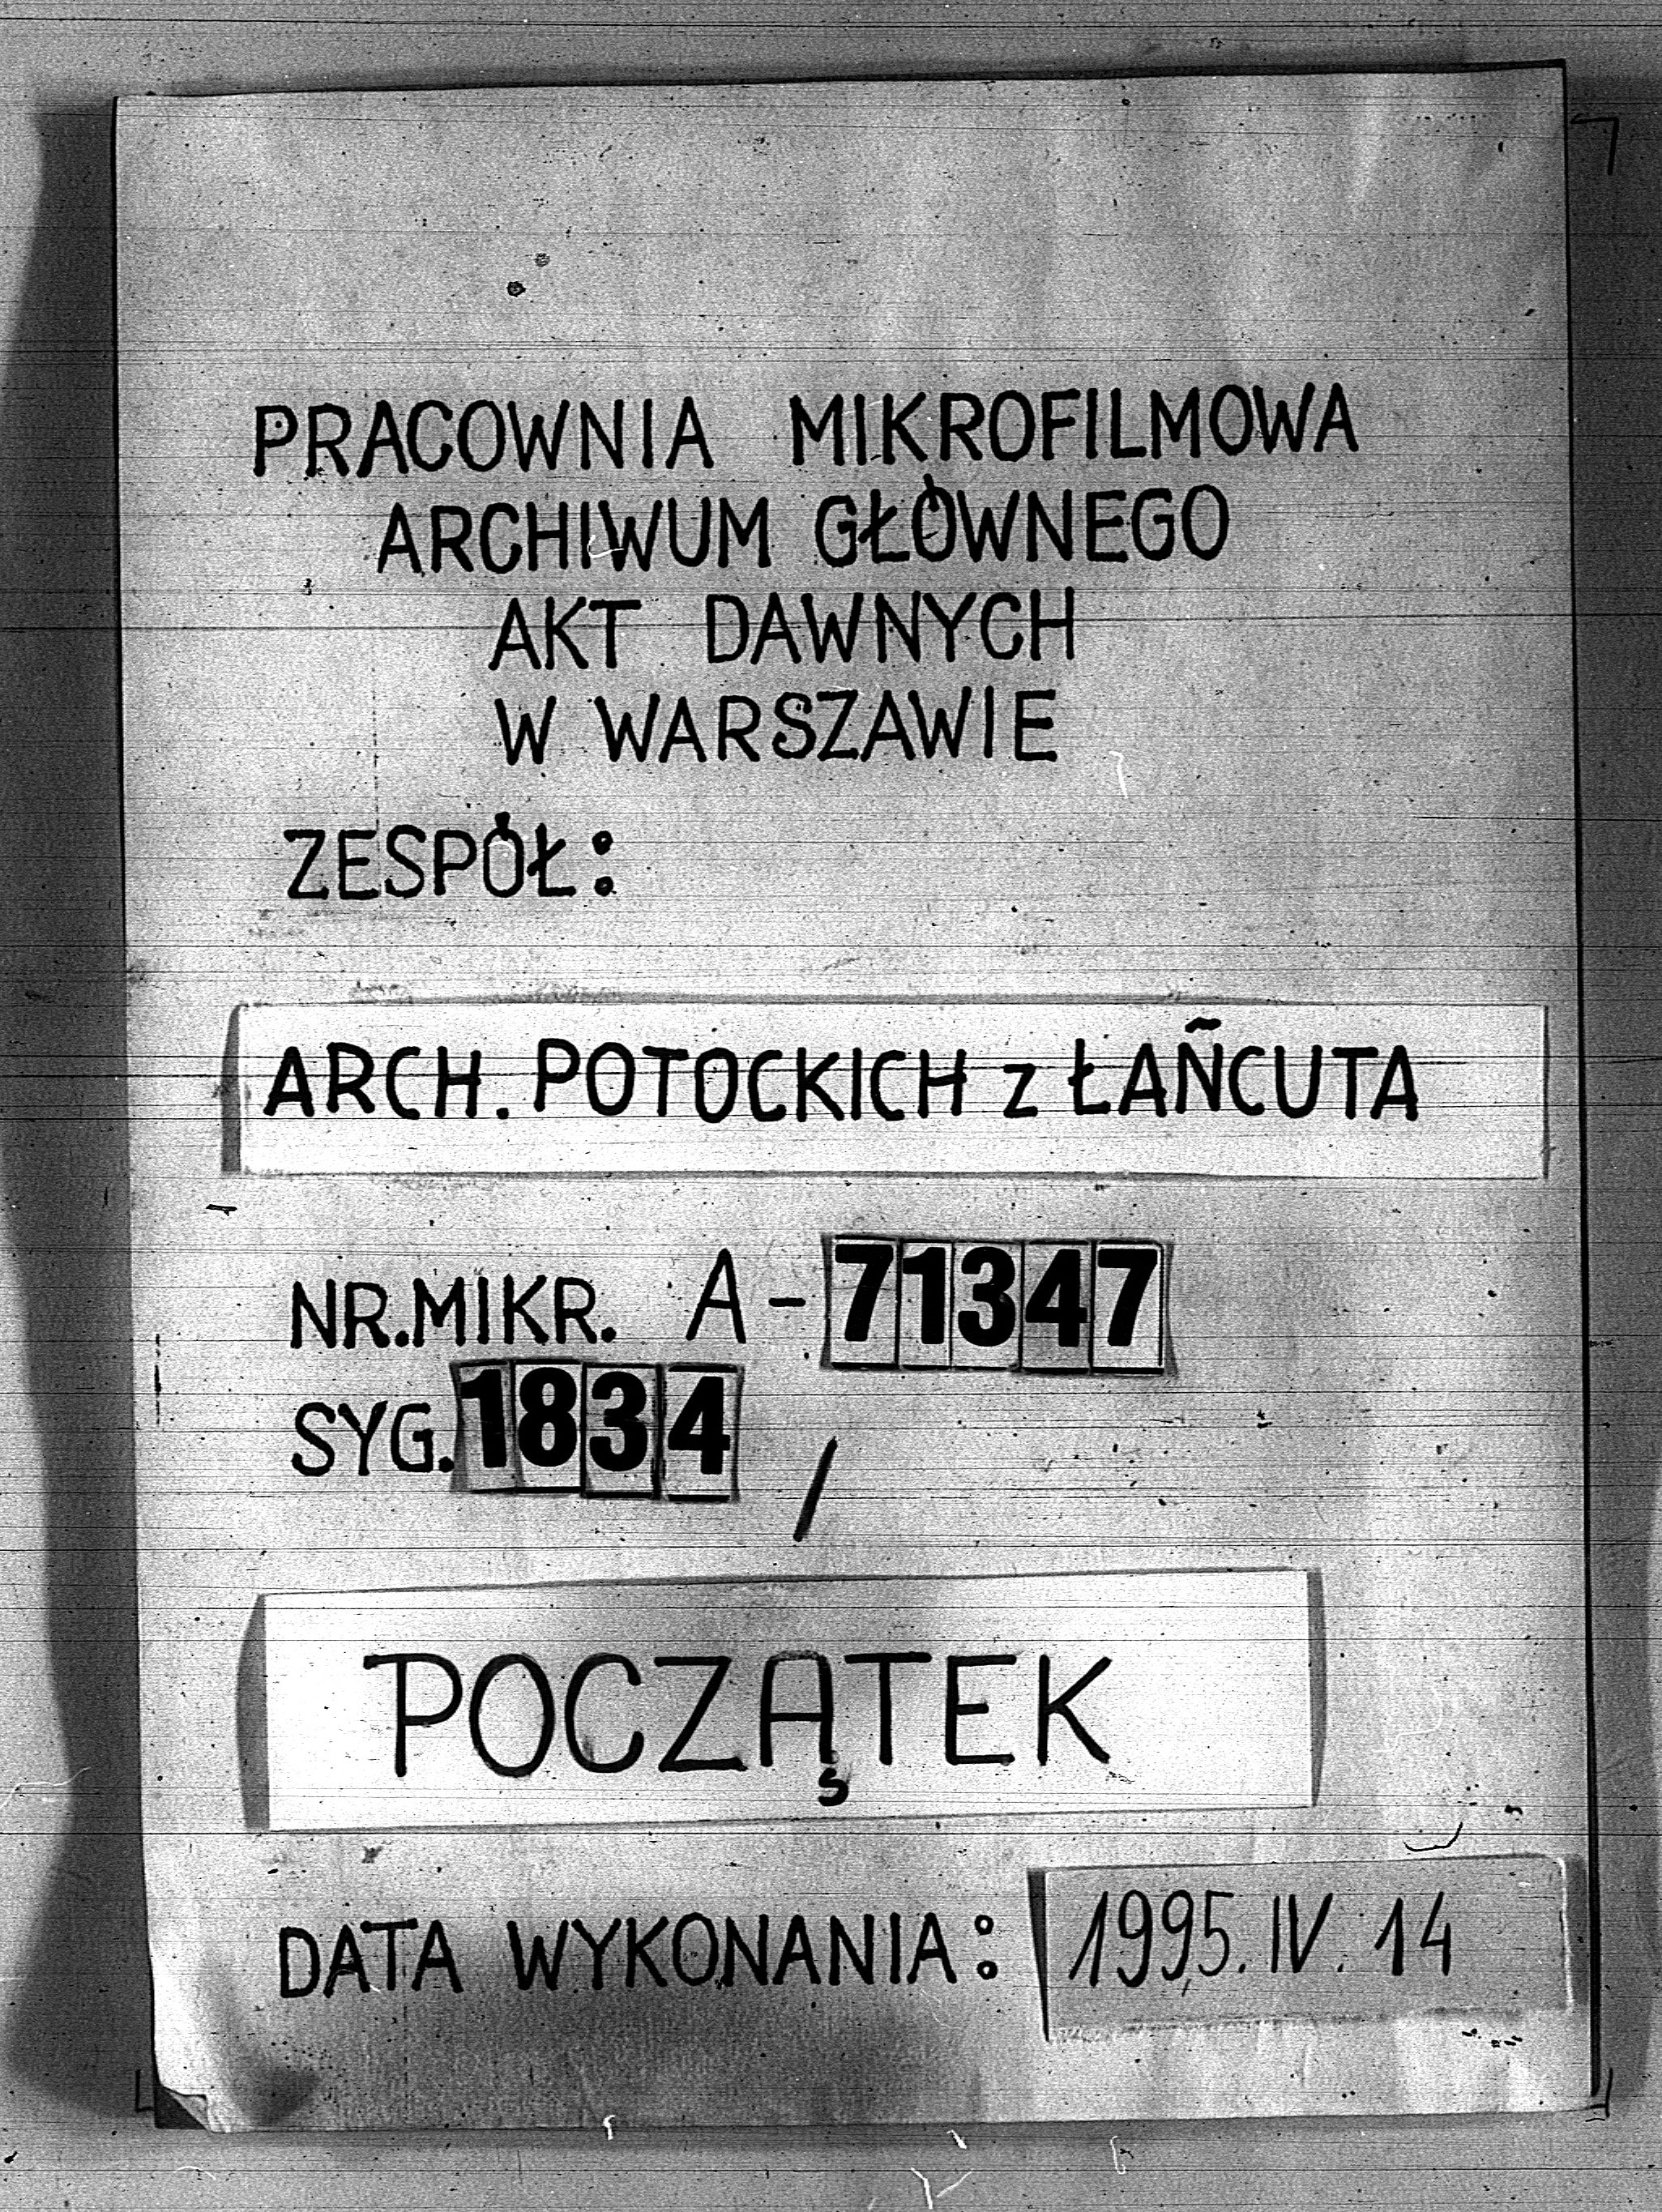 PRACOWNIA MIKROFILMOWA
ARCHIWUM GŁÓWNEGO
AKT DAWNYCH
W WARSZAWIE
ZESPÓŁ:
ARCH. POTOCKICH z ŁAŃCUTA
NR.MIKR. A-71347
SYG. 1834 /
POCZĄTEK
DATA WYKONANIA: 1995.IV.14